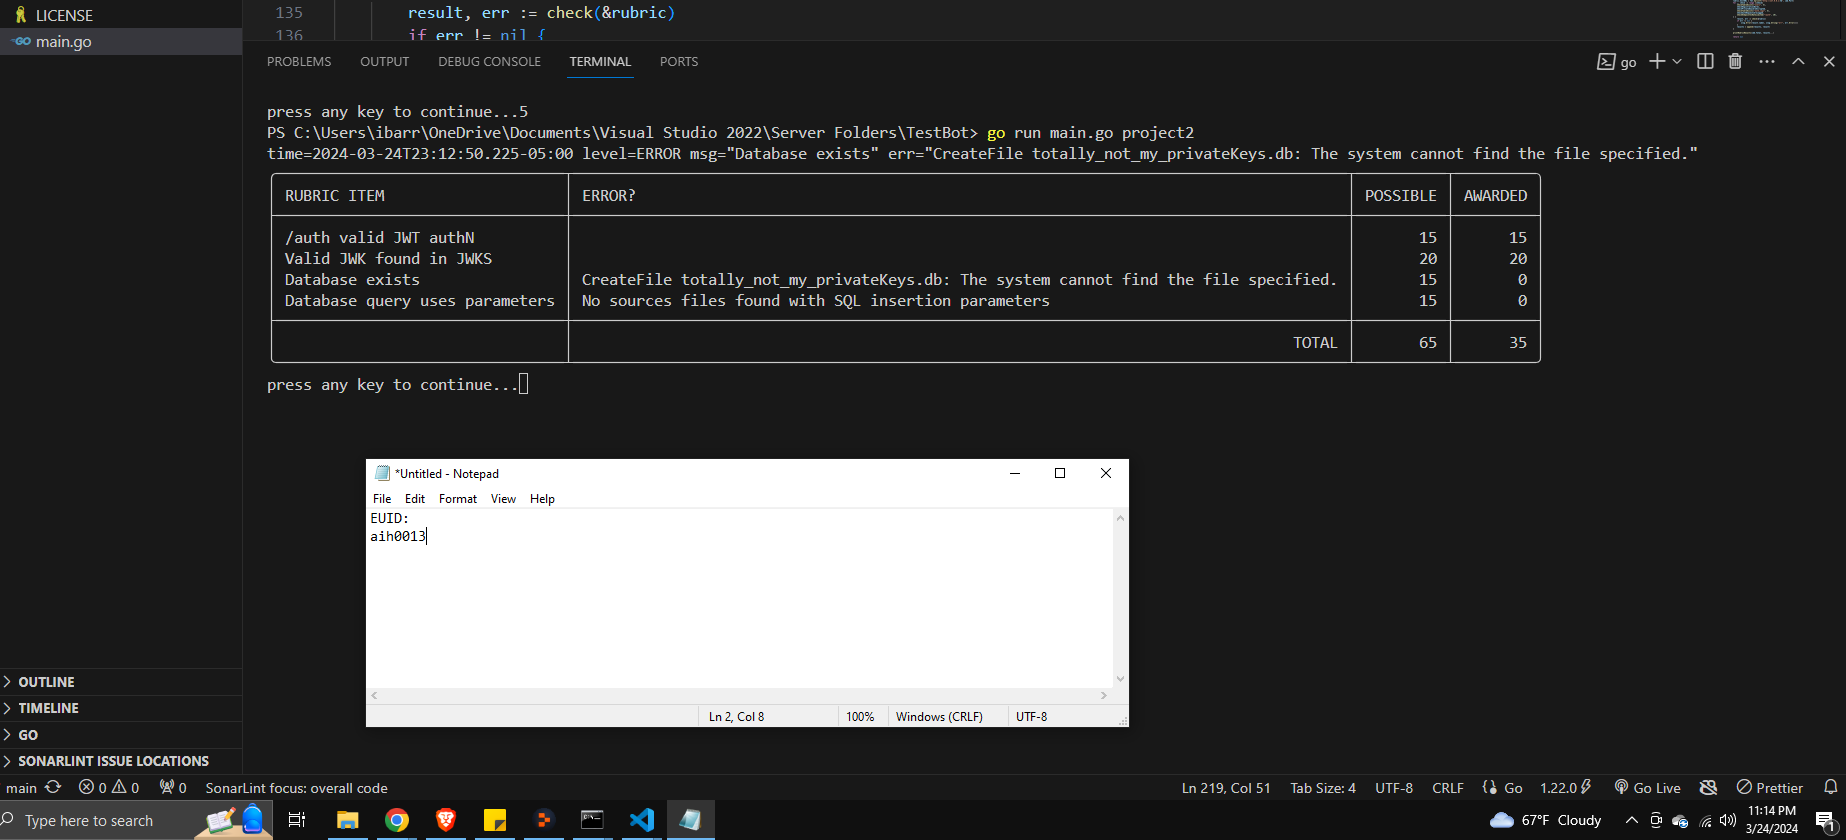 LICENSE
main.go
135 result, err := check(&rubric)
136 if err != nil {
PROBLEMS OUTPUT DEBUG CONSOLE TERMINAL PORTS
go
press any key to continue...5
PS C:\Users\ibarr\OneDrive\Documents\Visual Studio 2022\Server Folders\TestBot> go run main.go project2
time=2024-03-24T23:12:50.225-05:00 level=ERROR msg="Database exists" err="CreateFile totally_not_my_privateKeys.db: The system cannot find the file specified."
RUBRIC ITEM ERROR? POSSIBLE AWARDED
/auth valid JWT authN 15 15
Valid JWK found in JWKS 20 20
Database exists CreateFile totally_not_my_privateKeys.db: The system cannot find the file specified. 15 0
Database query uses parameters No sources files found with SQL insertion parameters 15 0
TOTAL 65 35
press any key to continue...
*Untitled - Notepad
File Edit Format View Help
EUID:
aih0013
Ln 2, Col 8 100% Windows (CRLF) UTF-8
OUTLINE
TIMELINE
GO
SONARLINT ISSUE LOCATIONS
main 0 0 0 SonarLint focus: overall code Ln 219, Col 51 Tab Size: 4 UTF-8 CRLF Go 1.22.0 Go Live Prettier
Type here to search 67°F Cloudy 11:14 PM
3/24/2024 1